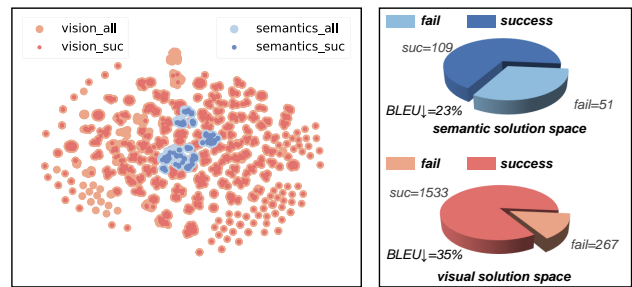 vision_all
vision_suc
semantics_all
semantics_suc
fail success
suc=109
BLEU↓=23%
fail=51
semantic solution space
fail success
suc=1533
BLEU↓=35%
fail=267
visual solution space